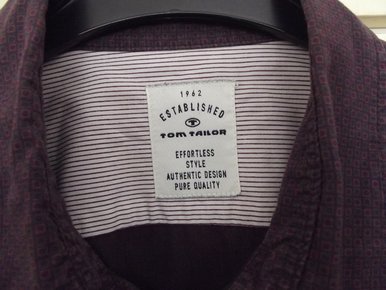 1962
ESTABLISHED
TOM TAILOR
EFFORTLESS
STYLE
AUTHENTIC DESIGN
PURE QUALITY